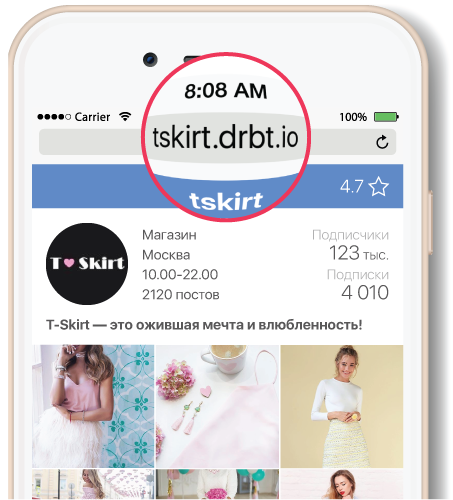 8:08 AM
Carrier
100%
tskirt.drbt.io
tskirt
4.7
T♥Skirt
Магазин
Москва
10.00-22.00
2120 постов
Подписчики
123 тыс.
Подписки
4 010
T-Skirt — это ожившая мечта и влюбленность!